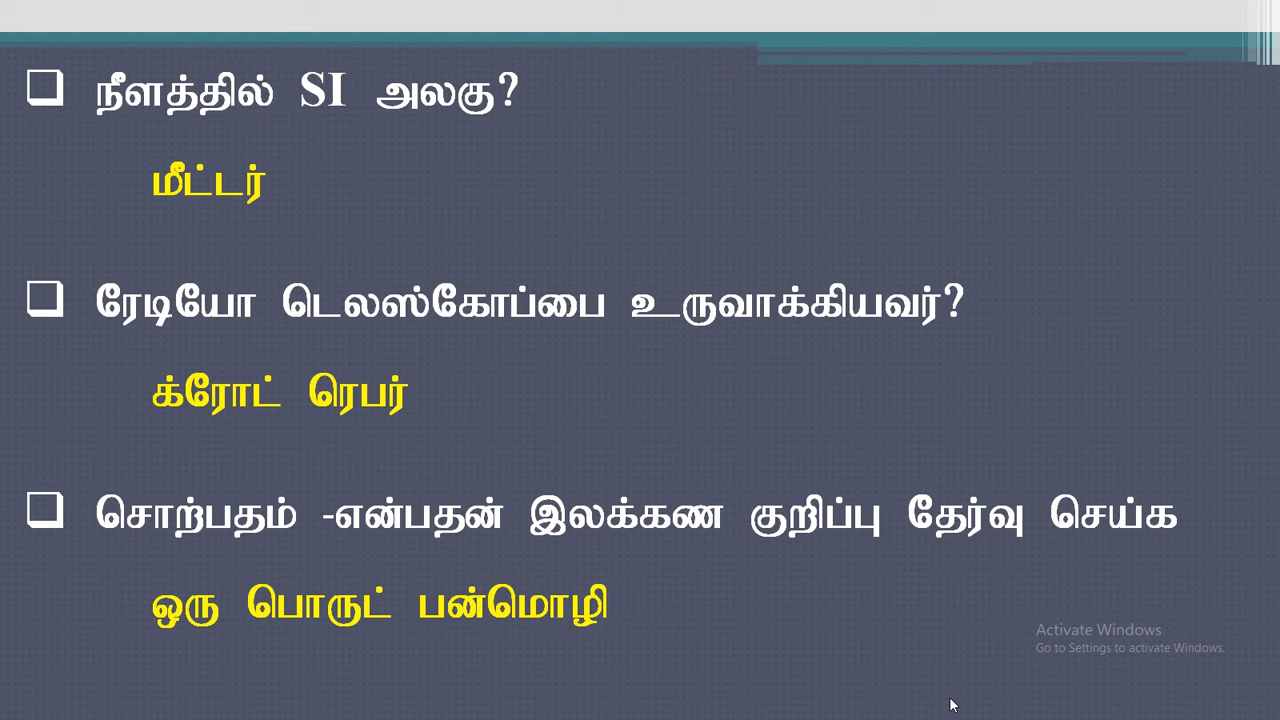 ❑ நீளத்தில் SI அலகு?
மீட்டர்
❑ ரேடியோ டெலஸ்கோப்பை உருவாக்கியவர்?
க்ரோட் ரெபர்
❑ சொற்பதம் -என்பதன் இலக்கண குறிப்பு தேர்வு செய்க
ஒரு பொருட் பன்மொழி
Activate Windows
Go to Settings to activate Windows.